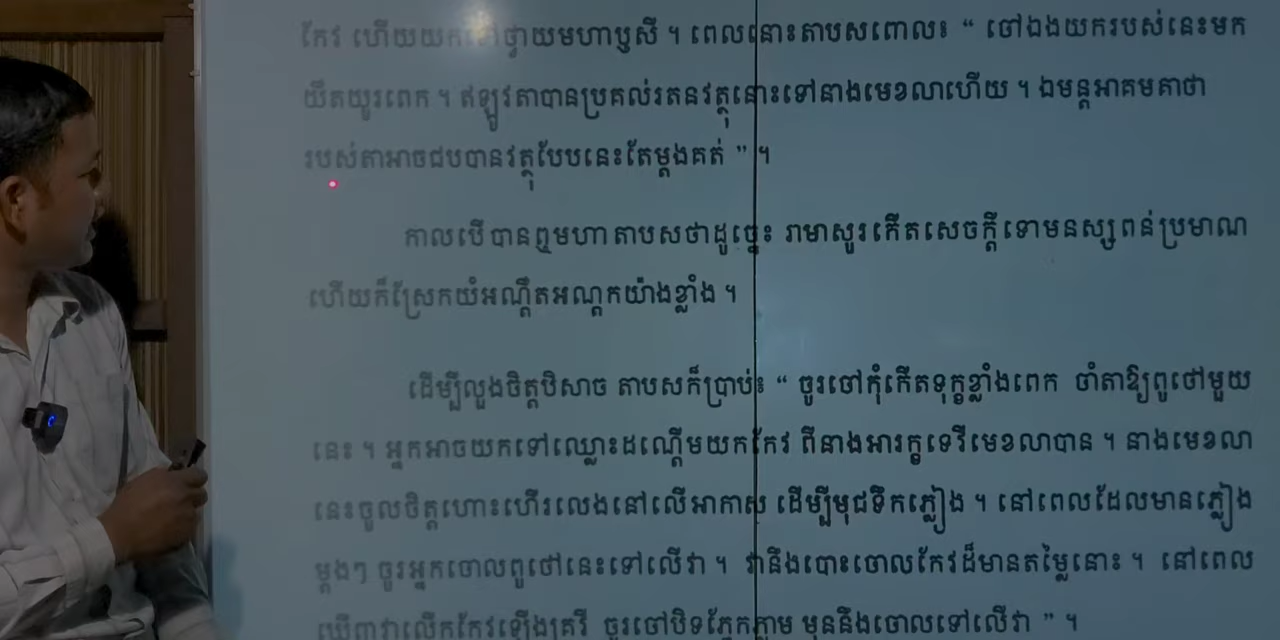 កែវ ហើយយកទៅថ្វាយមហាឫសី ។ ពេលនោះតាបសពោល៖ “ ចៅឯងយករបស់នេះមក
យឺតយូរពេក ។ ឥឡូវតាបានប្រគល់រតនវត្ថុនោះទៅនាងមេខលាហើយ ។ ឯមន្តអាគមគាថា
របស់តាអាចជបបានវត្ថុបែបនេះតែម្តងគត់ ” ។
កាលបើបានឮមហាតាបសថាដូច្នេះ រាមាសូរកើតសេចក្តីទោមនស្សពន់ប្រមាណ
ហើយក៏ស្រែកយំអណ្តឺតអណ្តកយ៉ាងខ្លាំង ។
ដើម្បីលួងចិត្តបិសាច តាបសក៏ប្រាប់៖ “ ចូរចៅកុំកើតទុក្ខខ្លាំងពេក ចាំតាឱ្យពូថៅមួយ
នេះ ។ អ្នកអាចយកទៅឈ្លោះដណ្តើមយកកែវ ពីនាងអារក្ខទេវីមេខលាបាន ។ នាងមេខលា
នេះចូលចិត្តហោះហើរលេងនៅលើអាកាស ដើម្បីមុជទឹកភ្លៀង ។ នៅពេលដែលមានភ្លៀង
ម្តងៗ ចូរអ្នកចោលពូថៅនេះទៅលើវា ។ វានឹងបោះចោលកែវដ៏មានតម្លៃនោះ ។ នៅពេល
ឃើញវាលើកកែវឡើងគ្រវី ចូរចៅបិទភ្នែកភ្លាម មុននឹងចោលទៅលើវា ” ។